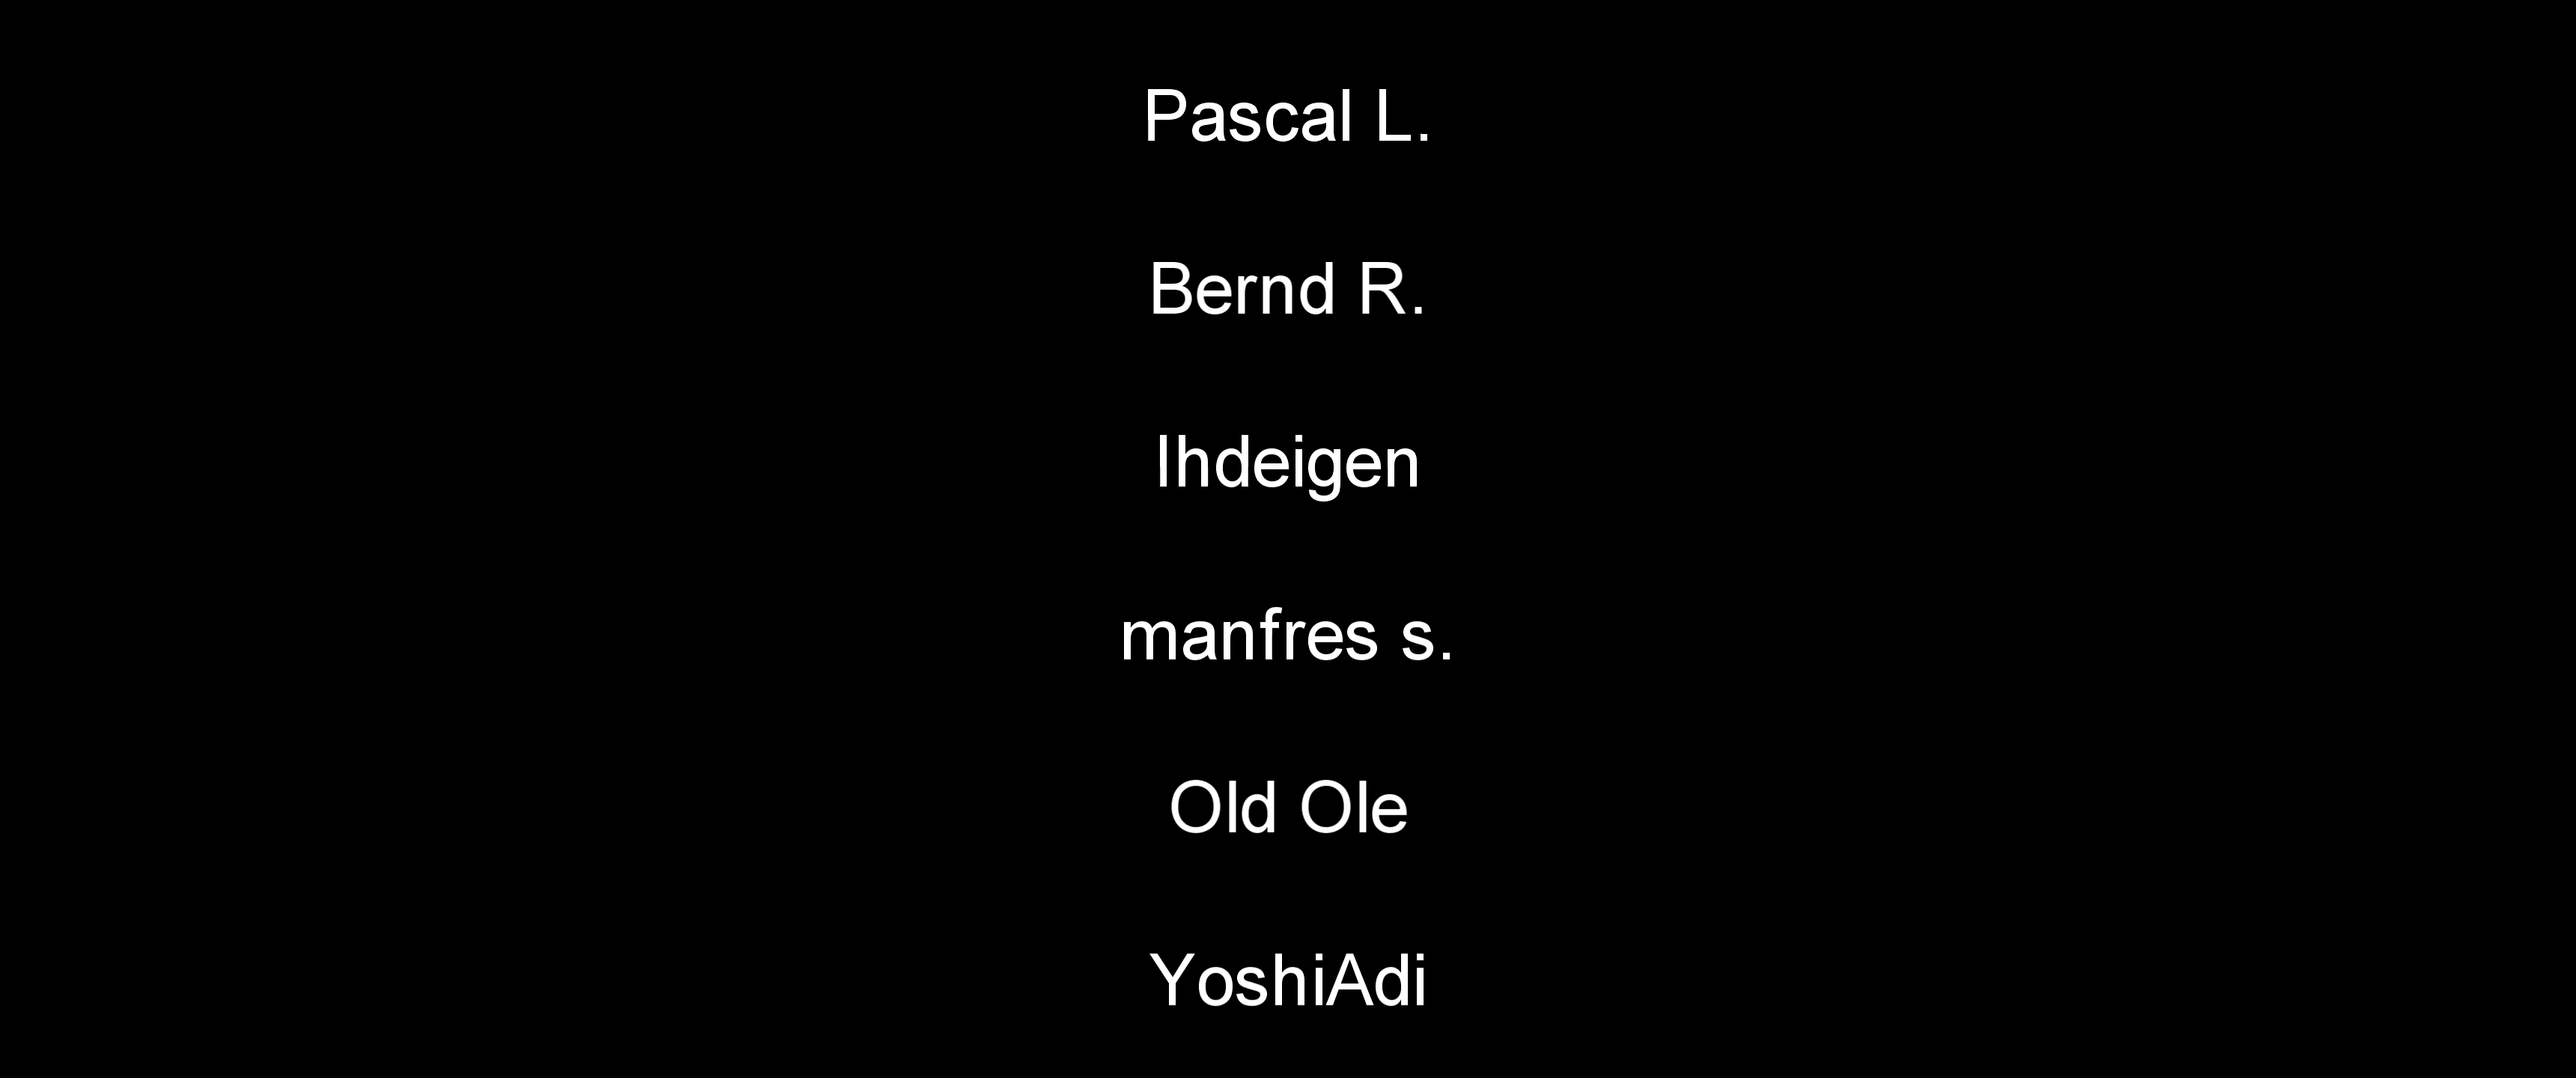 Pascal L.
Bernd R.
Ihdeigen
manfres s.
Old Ole
YoshiAdi